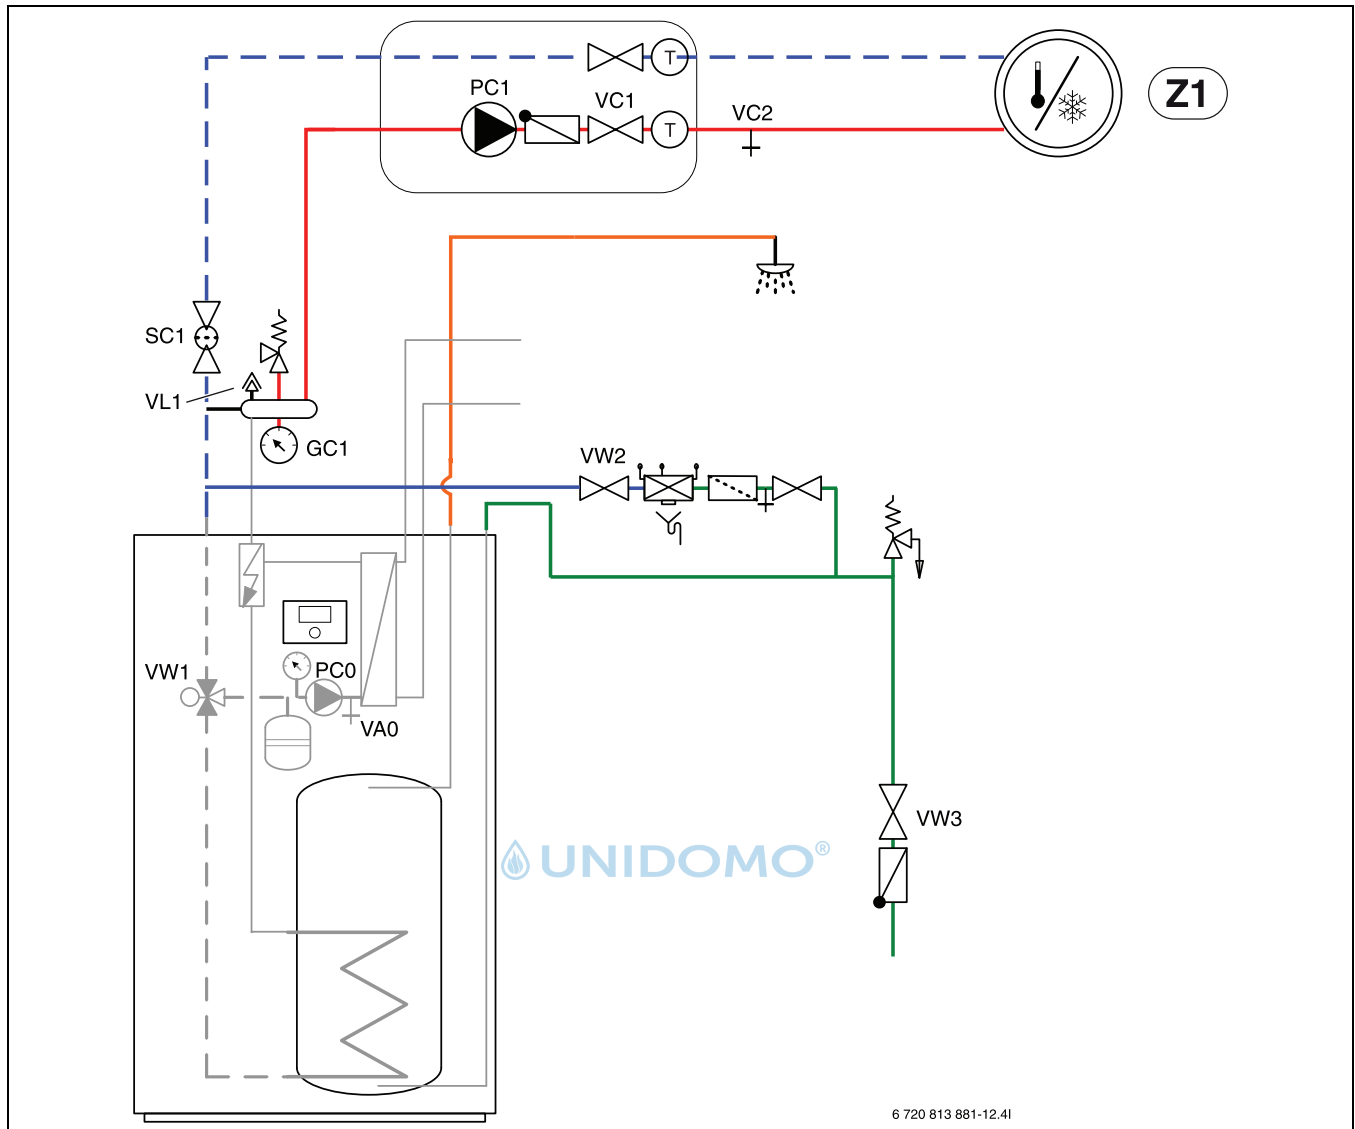 PC1
VC1
T
T
VC2
Z1
SC1
VL1
GC1
VW2
VW1
PC0
VA0
VW3
UNIDOMO®
6 720 813 881-12.4I